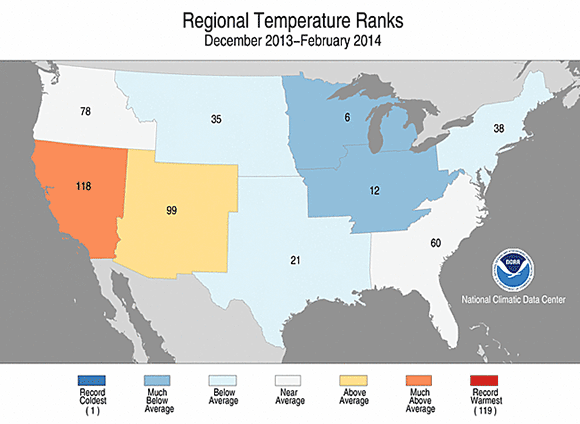 Regional Temperature Ranks
December 2013–February 2014
78
35
6
38
118
99
12
21
60
NOAA
National Climatic Data Center
Record
Coldest
( 1 )
Much
Below
Average
Below
Average
Near
Average
Above
Average
Much
Above
Average
Record
Warmest
( 119 )